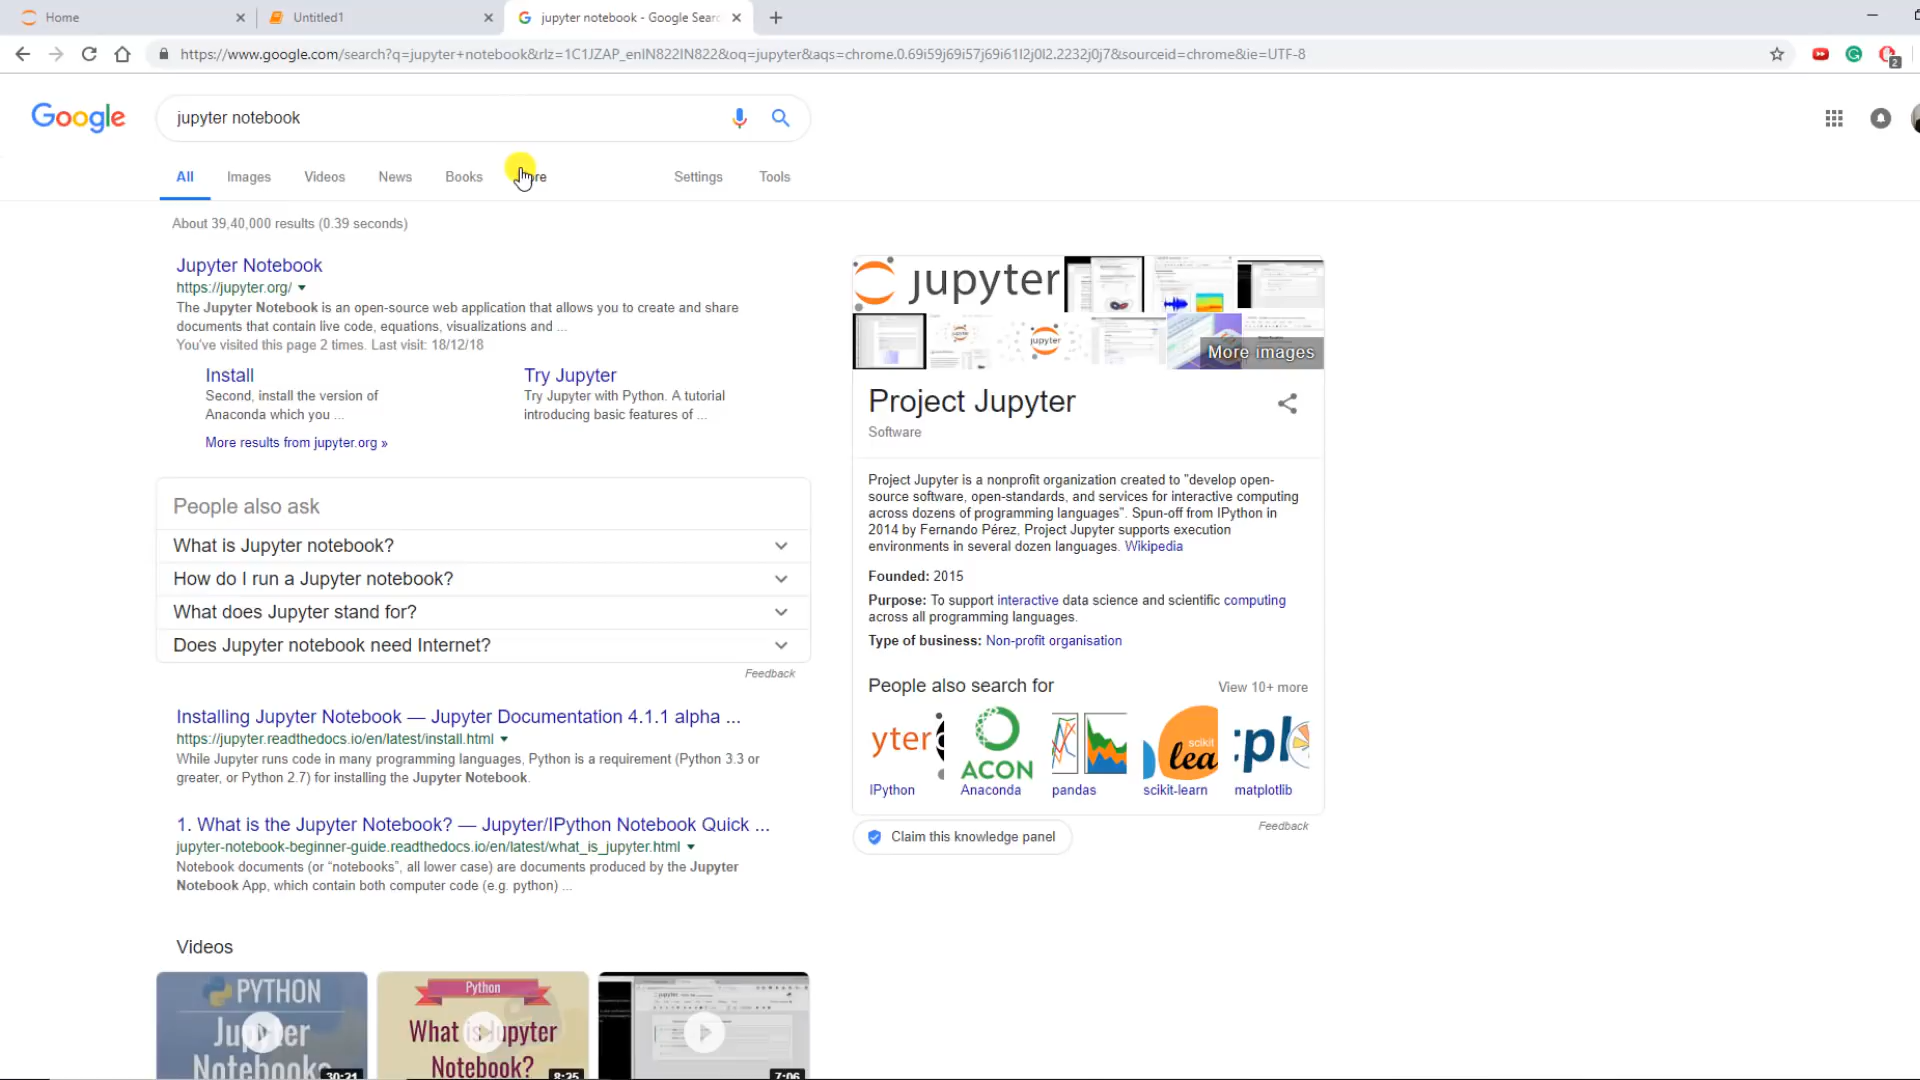 Home
Untitled1
jupyter notebook - Google Sear
https://www.google.com/search?q=jupyter+notebook&rlz=1C1JZAP_enIN822IN822&oq=jupyter&aqs=chrome.0.69i59j69i57j69i61l2j0l2.2232j0j7&sourceid=chrome&ie=UTF-8
2
Google
jupyter notebook
All Images Videos News Books Settings Tools
About 39,40,000 results (0.39 seconds)
Jupyter Notebook
https://jupyter.org/
The Jupyter Notebook is an open-source web application that allows you to create and share
documents that contain live code, equations, visualizations and ...
You've visited this page 2 times. Last visit: 18/12/18
Install
Second, install the version of
Anaconda which you ...
Try Jupyter
Try Jupyter with Python. A tutorial
introducing basic features of ...
More results from jupyter.org »
People also ask
What is Jupyter notebook?
How do I run a Jupyter notebook?
What does Jupyter stand for?
Does Jupyter notebook need Internet?
Feedback
Installing Jupyter Notebook — Jupyter Documentation 4.1.1 alpha ...
https://jupyter.readthedocs.io/en/latest/install.html
While Jupyter runs code in many programming languages, Python is a requirement (Python 3.3 or
greater, or Python 2.7) for installing the Jupyter Notebook.
1. What is the Jupyter Notebook? — Jupyter/IPython Notebook Quick ...
jupyter-notebook-beginner-guide.readthedocs.io/en/latest/what_is_jupyter.html
Notebook documents (or “notebooks”, all lower case) are documents produced by the Jupyter
Notebook App, which contain both computer code (e.g. python) ...
Videos
PYTHON
Jupyter
Notebooks
30:21
Python
What is Jupyter
Notebook?
8:25
7:06
jupyter
jupyter
More images
Project Jupyter
Software
Project Jupyter is a nonprofit organization created to "develop open-
source software, open-standards, and services for interactive computing
across dozens of programming languages". Spun-off from IPython in
2014 by Fernando Pérez, Project Jupyter supports execution
environments in several dozen languages. Wikipedia
Founded: 2015
Purpose: To support interactive data science and scientific computing
across all programming languages.
Type of business: Non-profit organisation
People also search for
View 10+ more
yter
ACON
scikit
lea
:pl
IPython
Anaconda
pandas
scikit-learn
matplotlib
Feedback
Claim this knowledge panel